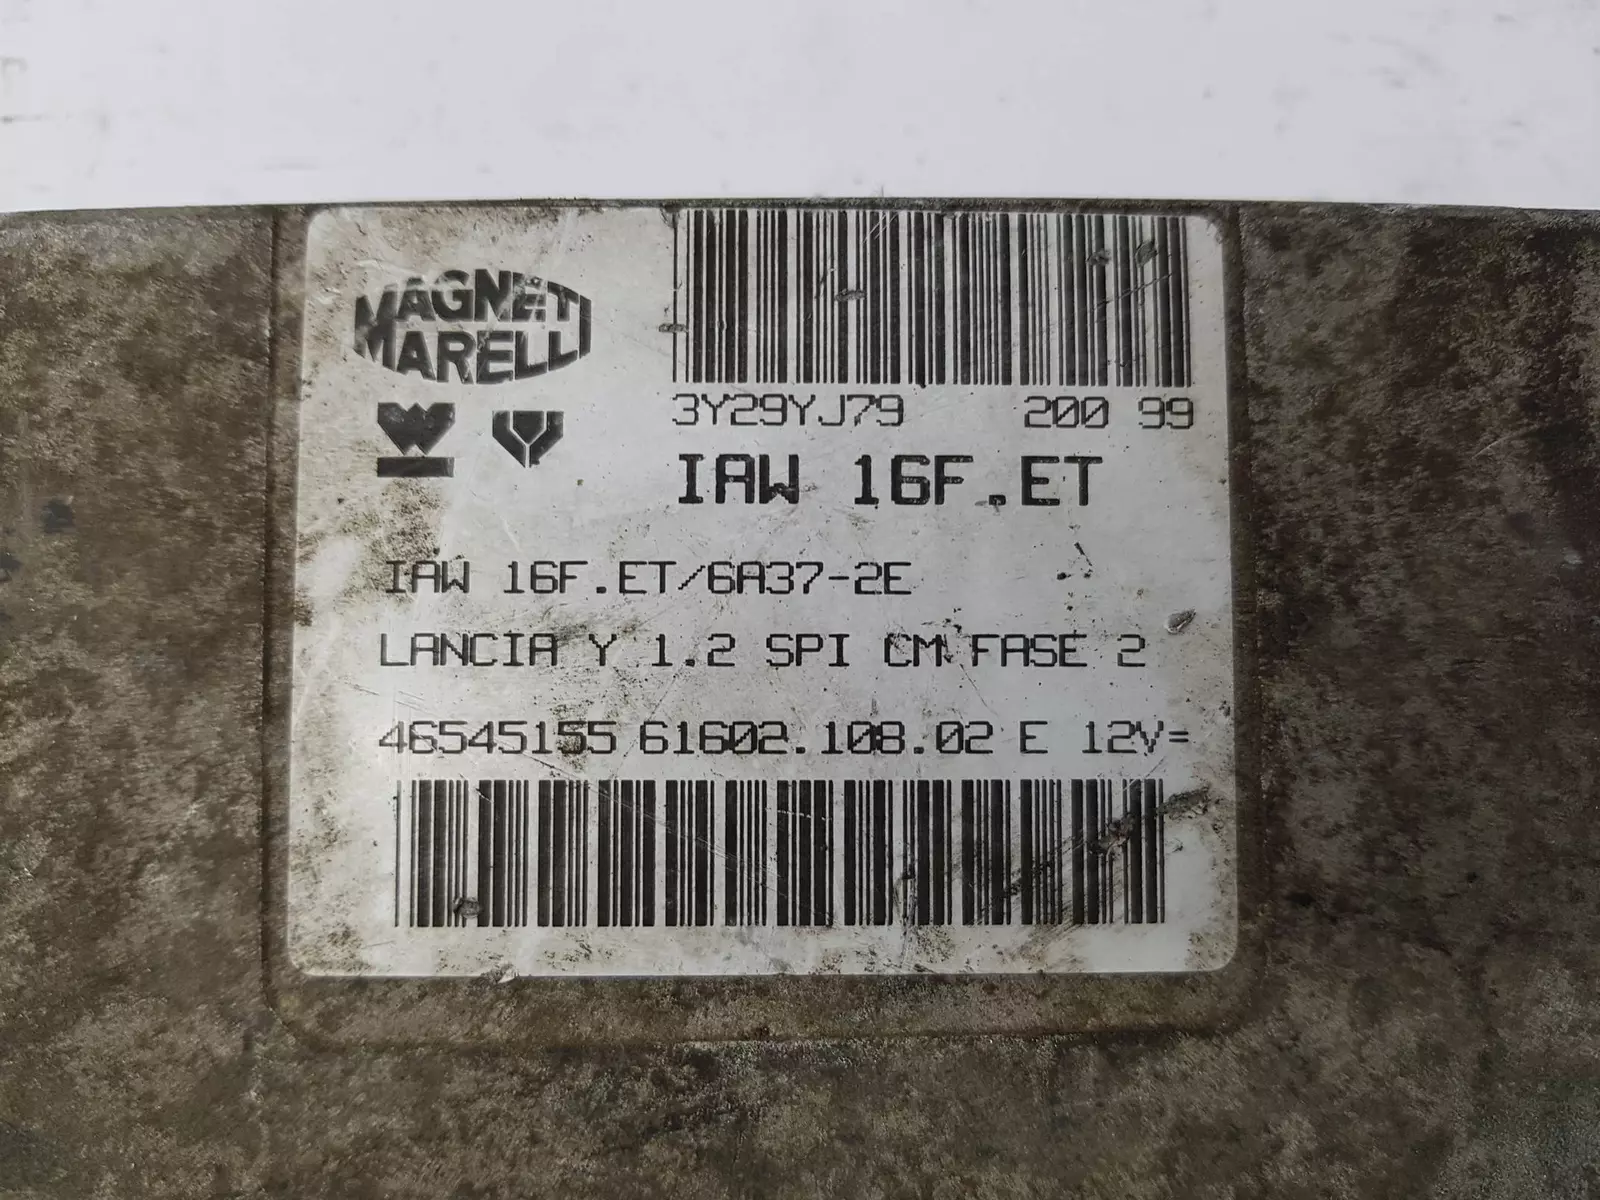 MAGNETI
MARELLI
3Y29YJ79 200 99
IAW 16F.ET
IAW 16F.ET/6A37-2E
LANCIA Y 1.2 SPI CM FASE 2
46545155 61602.108.02 E 12V=